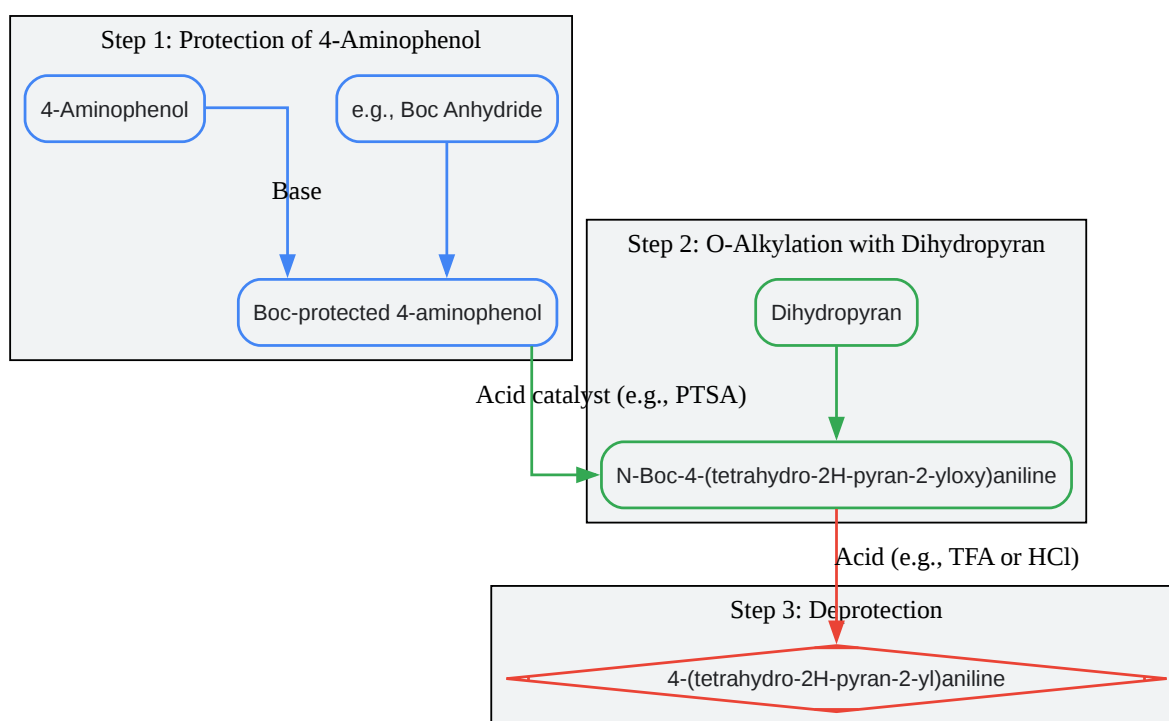 Step 1: Protection of 4-Aminophenol
4-Aminophenol
e.g., Boc Anhydride
Base
Boc-protected 4-aminophenol
Step 2: O-Alkylation with Dihydropyran
Dihydropyran
Acid catalyst (e.g., PTSA)
N-Boc-4-(tetrahydro-2H-pyran-2-yloxy)aniline
Acid (e.g., TFA or HCl)
Step 3: Deprotection
4-(tetrahydro-2H-pyran-2-yl)aniline